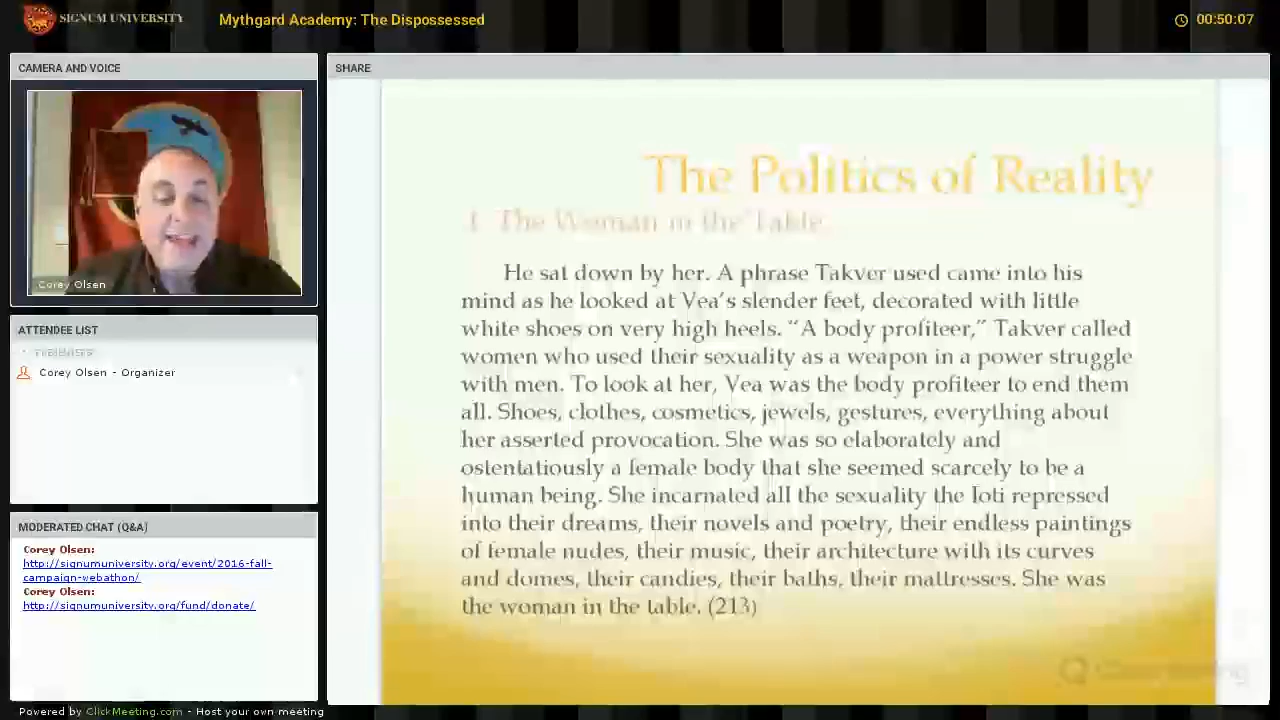 SIGNUM UNIVERSITY
Mythgard Academy: The Dispossessed
00:50:07
CAMERA AND VOICE
SHARE
Corey Olsen
The Politics of Reality
1. The Woman in the Table
He sat down by her. A phrase Takver used came into his
mind as he looked at Vea's slender feet, decorated with little
white shoes on very high heels. “A body profiteer,” Takver called
women who used their sexuality as a weapon in a power struggle
with men. To look at her, Vea was the body profiteer to end them
all. Shoes, clothes, cosmetics, jewels, gestures, everything about
her asserted provocation. She was so elaborately and
ostentatiously a female body that she seemed scarcely to be a
human being. She incarnated all the sexuality the Ioti repressed
into their dreams, their novels and poetry, their endless paintings
of female nudes, their music, their architecture with its curves
and domes, their candies, their baths, their mattresses. She was
the woman in the table. (213)
ATTENDEE LIST
Corey Olsen - Organizer
MODERATED CHAT (Q&A)
Corey Olsen:
http://signumuniversity.org/event/2016-fall-
campaign-webathon/
Corey Olsen:
http://signumuniversity.org/fund/donate/
ClickMeeting
Powered by ClickMeeting.com - Host your own meeting